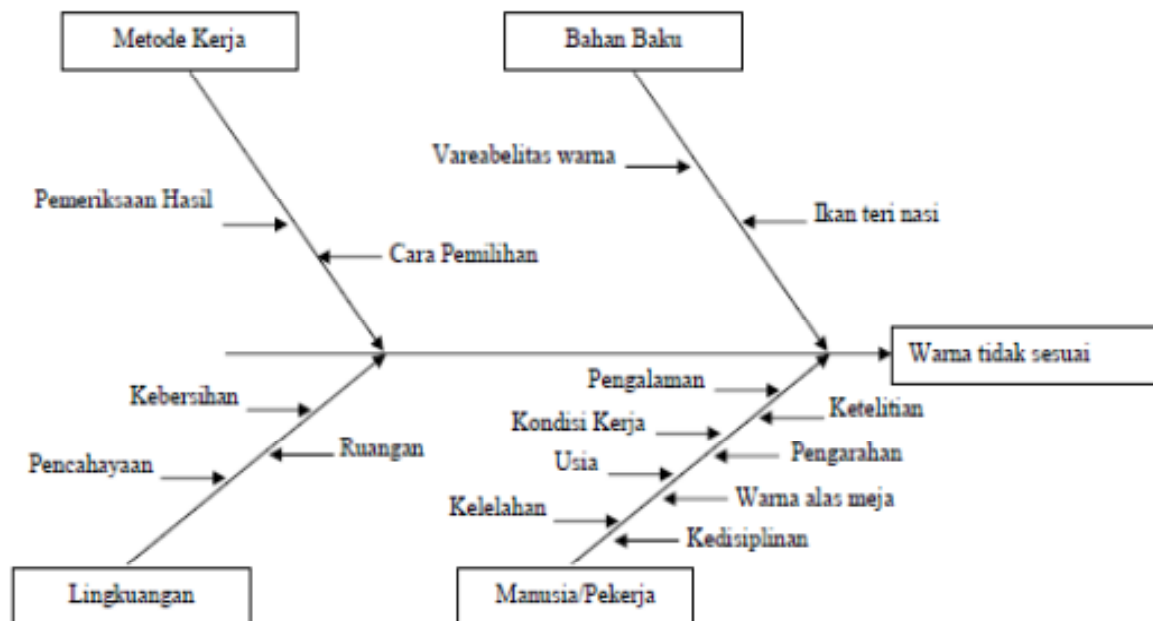 Metode Kerja
Bahan Baku
Vareabelitas warna
Pemeriksaan Hasil
Ikan teri nasi
Cara Pemilihan
Warna tidak sesuai
Pengalaman
Kebersihan
Ketelitian
Kondisi Kerja
Ruangan
Pengarahan
Usia
Pencahayaan
Warna alas meja
Kelelahan
Kedisiplinan
Lingkuangan
Manusia/Pekerja